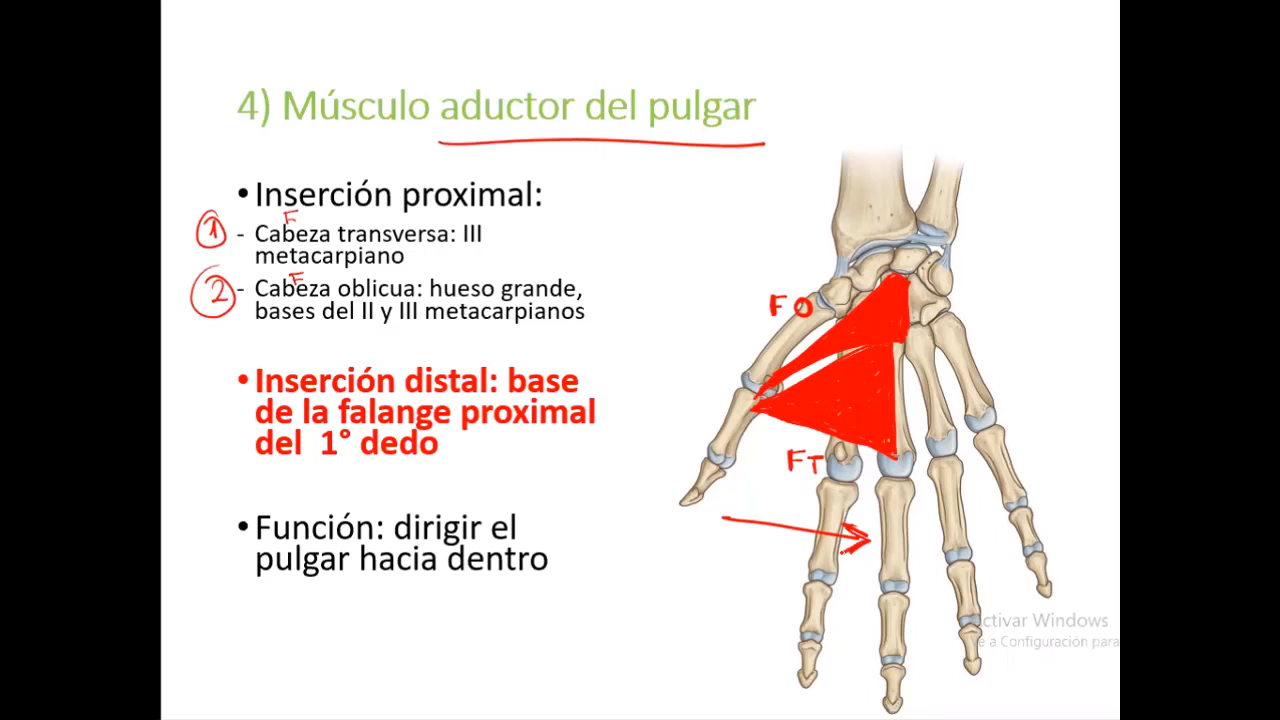 4) Músculo aductor del pulgar
• Inserción proximal:
F
1 - Cabeza transversa: III
metacarpiano
F
2 - Cabeza oblicua: hueso grande,
bases del II y III metacarpianos
• Inserción distal: base
de la falange proximal
del 1° dedo
• Función: dirigir el
pulgar hacia dentro
FO
FT
ctivar Windows
e a Configuración para